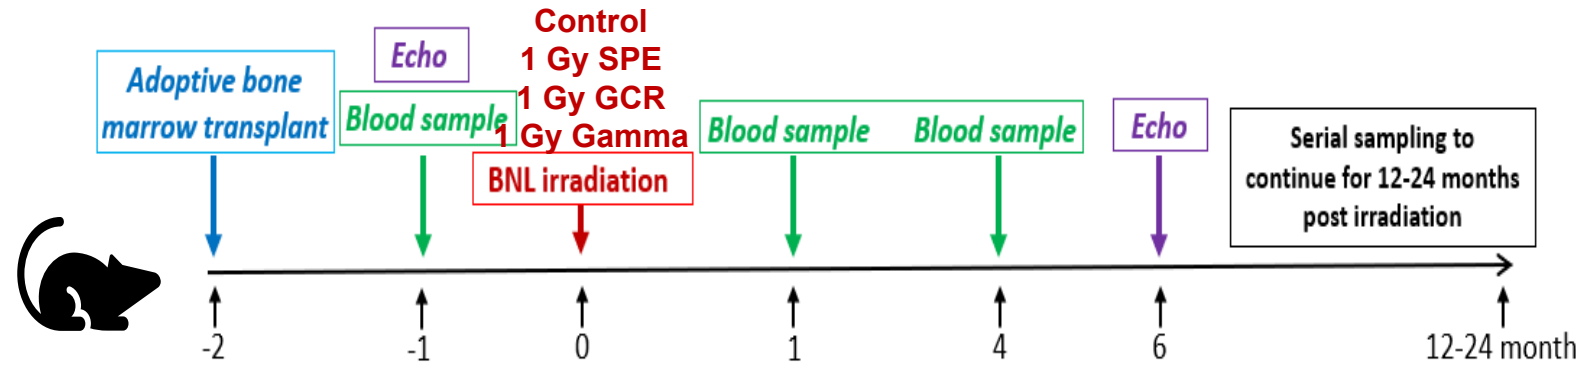 Adoptive bone
marrow transplant
Echo
Blood sample
Control
1 Gy SPE
1 Gy GCR
1 Gy Gamma
BNL irradiation
Blood sample Blood sample
Echo
Serial sampling to
continue for 12-24 months
post irradiation
-2 -1 0 1 4 6 12-24 month